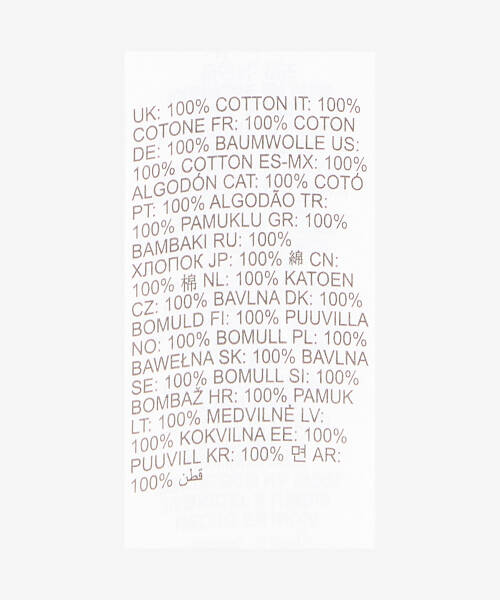 UK: 100% COTTON IT: 100%
COTONE FR: 100% COTON
DE: 100% BAUMWOLLE US:
100% COTTON ES-MX: 100%
ALGODÓN CAT: 100% COTÓ
PT: 100% ALGODÃO TR:
100% PAMUKLU GR: 100%
BAMBAKI RU: 100%
ХЛОПОК JP: 100% 綿 CN:
100% 棉 NL: 100% KATOEN
CZ: 100% BAVLNA DK: 100%
BOMULD FI: 100% PUUVILLA
NO: 100% BOMULL PL: 100%
BAWEŁNA SK: 100% BAVLNA
SE: 100% BOMULL SI: 100%
BOMBAŽ HR: 100% PAMUK
LT: 100% MEDVILNĖ LV:
100% KOKVILNA EE: 100%
PUUVILL KR: 100% 면 AR:
100% قطن